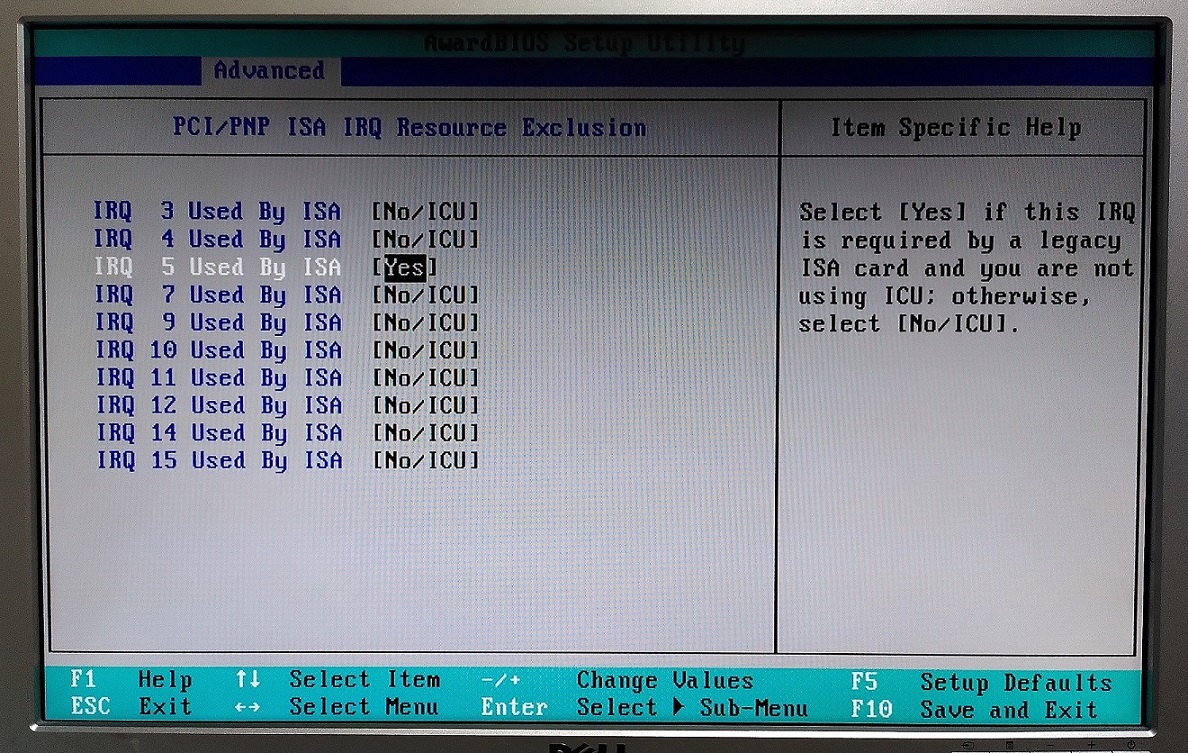 AwardBIOS Setup Utility
Advanced
PCI/PNP ISA IRQ Resource Exclusion
Item Specific Help
IRQ 3 Used By ISA [No/ICU]
IRQ 4 Used By ISA [No/ICU]
IRQ 5 Used By ISA [Yes]
IRQ 7 Used By ISA [No/ICU]
IRQ 9 Used By ISA [No/ICU]
IRQ 10 Used By ISA [No/ICU]
IRQ 11 Used By ISA [No/ICU]
IRQ 12 Used By ISA [No/ICU]
IRQ 14 Used By ISA [No/ICU]
IRQ 15 Used By ISA [No/ICU]
Select [Yes] if this IRQ
is required by a legacy
ISA card and you are not
using ICU; otherwise,
select [No/ICU].
F1 Help ↑↓ Select Item -/+ Change Values F5 Setup Defaults
ESC Exit ←→ Select Menu Enter Select ▶ Sub-Menu F10 Save and Exit
DELL